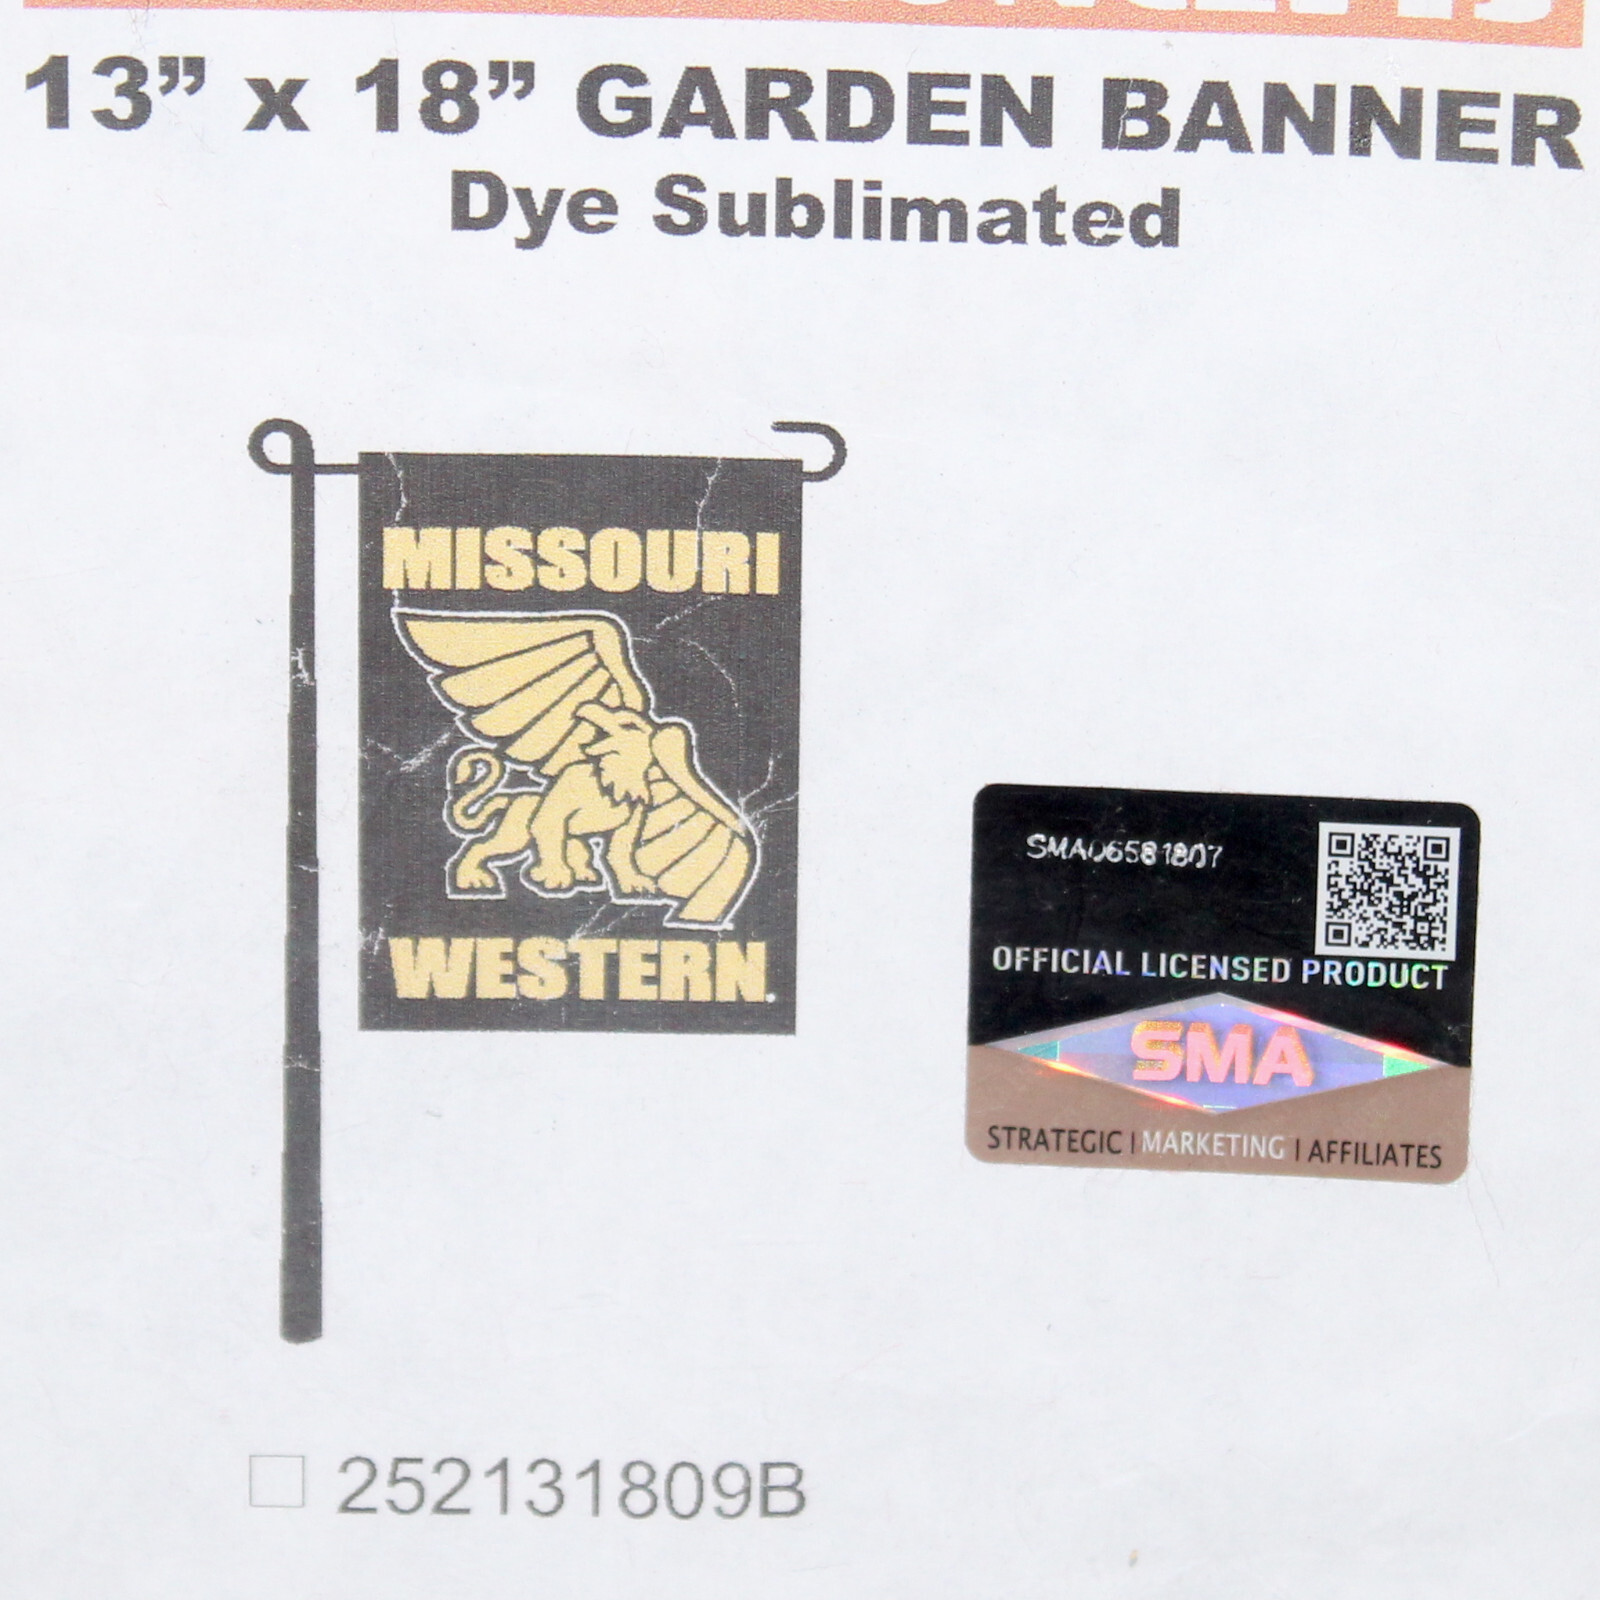 13” x 18” GARDEN BANNER
Dye Sublimated
MISSOURI
WESTERN.
SMA06581807
OFFICIAL LICENSED PRODUCT
SMA
STRATEGIC | MARKETING | AFFILIATES
252131809B